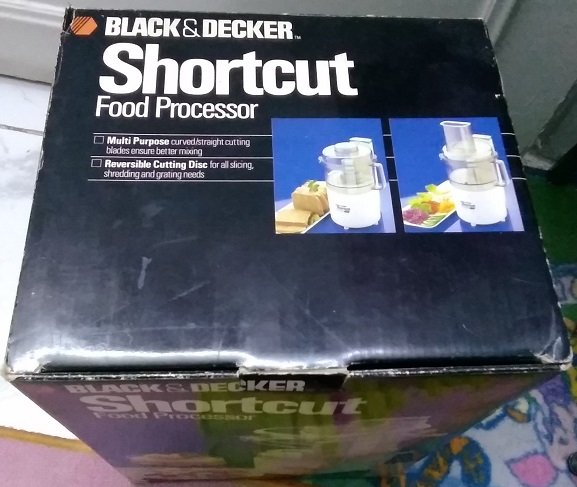 BLACK&DECKER™
Shortcut
Food Processor
Multi Purpose curved/straight cutting
blades ensure better mixing
Reversible Cutting Disc for all slicing,
shredding and grating needs
BLACK&DECKER
Shortcut
Food Processor